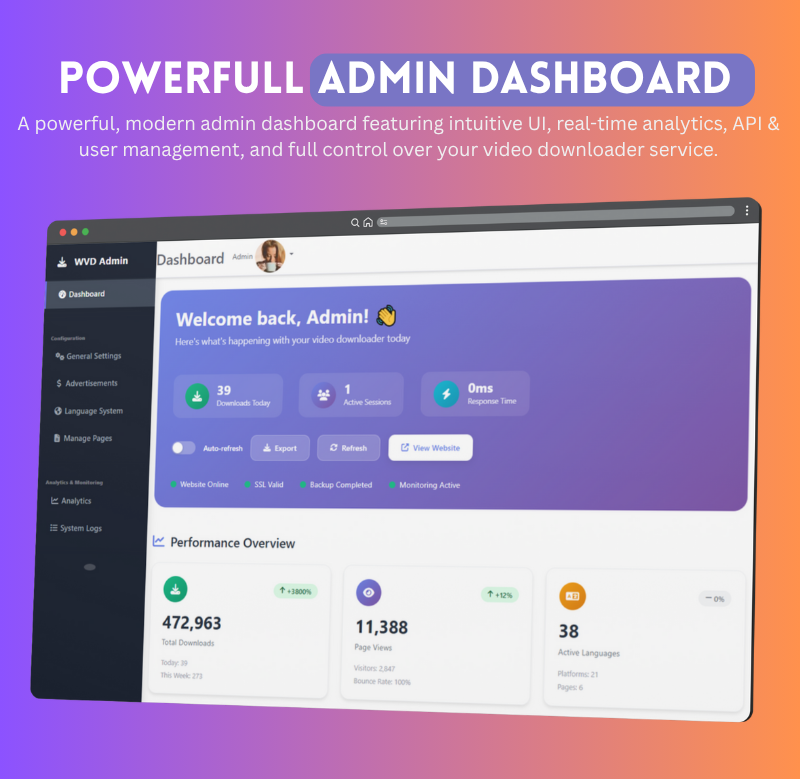 POWERFULL ADMIN DASHBOARD
A powerful, modern admin dashboard featuring intuitive UI, real-time analytics, API &
user management, and full control over your video downloader service.
WVD Admin
Dashboard
Configuration
General Settings
Advertisements
Language System
Manage Pages
Analytics & Monitoring
Analytics
System Logs
Dashboard Admin
Welcome back, Admin! 👋
Here's what's happening with your video downloader today
39
Downloads Today
1
Active Sessions
0ms
Response Time
Auto-refresh Export Refresh View Website
Website Online SSL Valid Backup Completed Monitoring Active
Performance Overview
+3800%
472,963
Total Downloads
Today: 39
This Week: 273
+12%
11,388
Page Views
Visitors: 2,847
Bounce Rate: 100%
0%
38
Active Languages
Platforms: 21
Pages: 6